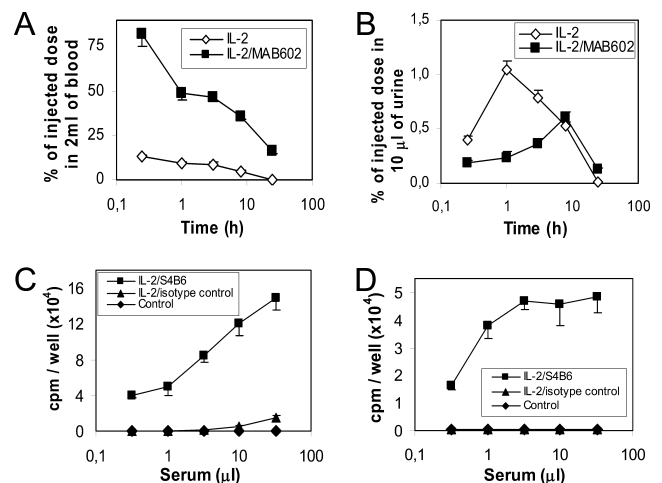 A
% of injected dose
in 2ml of blood
75
50
25
0
0,1
1
10
100
Time (h)
IL-2
IL-2/MAB602
B
% of injected dose in
10 µl of urine
1,5
1,0
0,5
0,0
0,1
1
10
100
Time (h)
IL-2
IL-2/MAB602
C
cpm / well (x10⁴)
16
12
8
4
0
0,1
1
10
100
Serum (µl)
IL-2/S4B6
IL-2/isotype control
Control
D
cpm / well (x10⁴)
5
4
3
2
1
0
0,1
1
10
100
Serum (µl)
IL-2/S4B6
IL-2/isotype control
Control